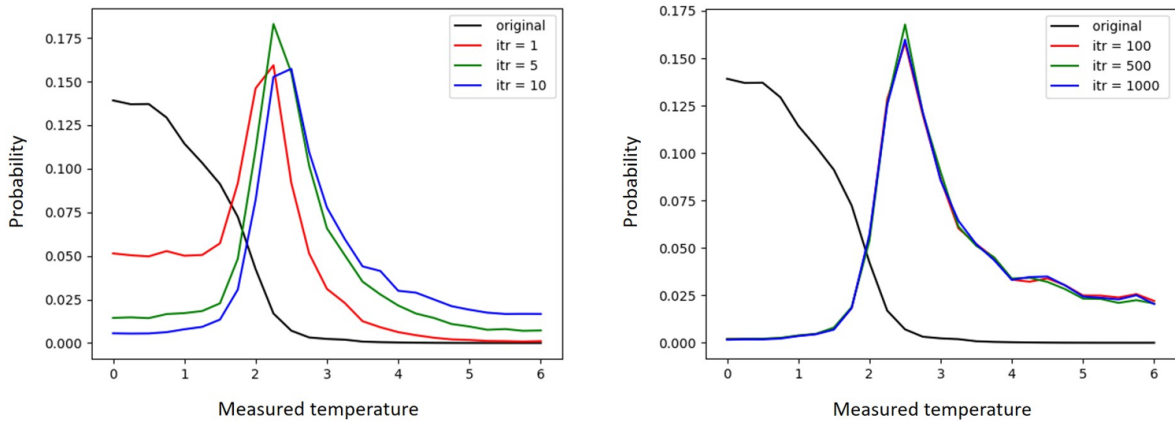 0.175
0.150
0.125
0.100
0.075
0.050
0.025
0.000
Probability
0 1 2 3 4 5 6
Measured temperature
original
itr = 1
itr = 5
itr = 10
0.175
0.150
0.125
0.100
0.075
0.050
0.025
0.000
Probability
0 1 2 3 4 5 6
Measured temperature
original
itr = 100
itr = 500
itr = 1000